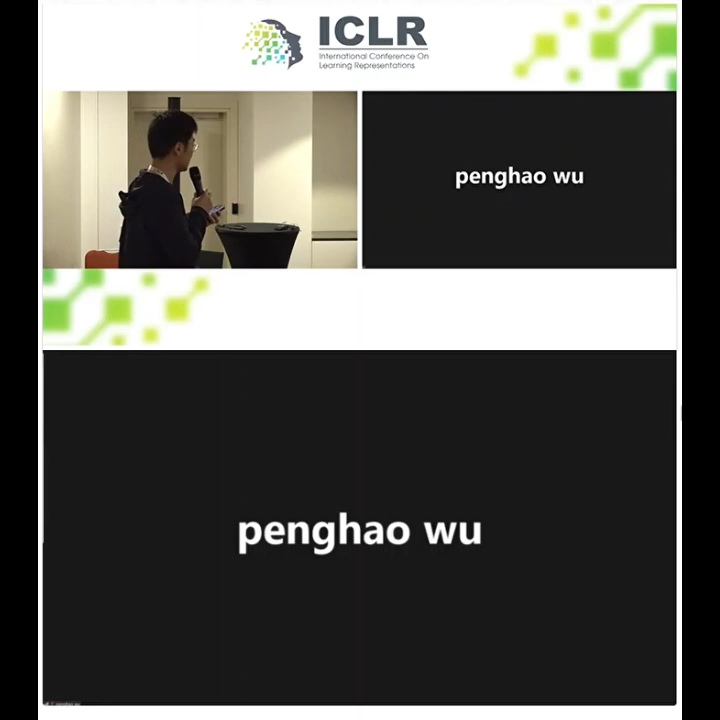 ICLR
International Conference On
Learning Representations
penghao wu
penghao wu